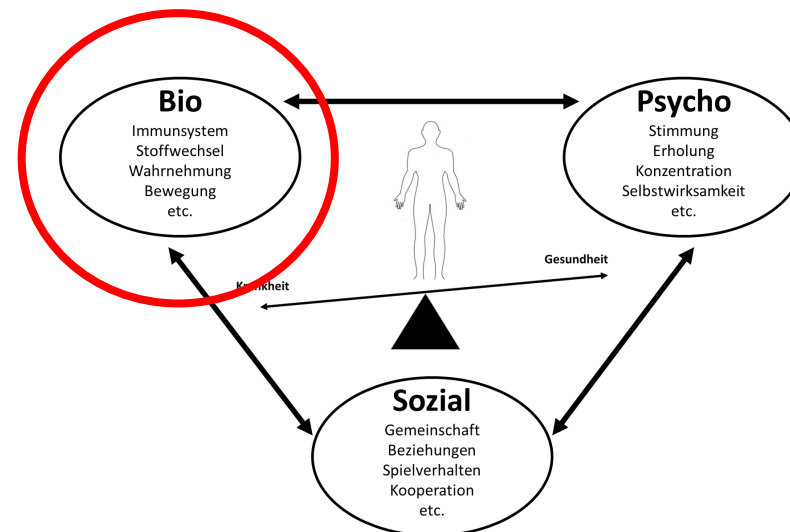 Bio
Immunsystem
Stoffwechsel
Wahrnehmung
Bewegung
etc.
Psycho
Stimmung
Erholung
Konzentration
Selbstwirksamkeit
etc.
Gesundheit
Krankheit
Sozial
Gemeinschaft
Beziehungen
Spielverhalten
Kooperation
etc.